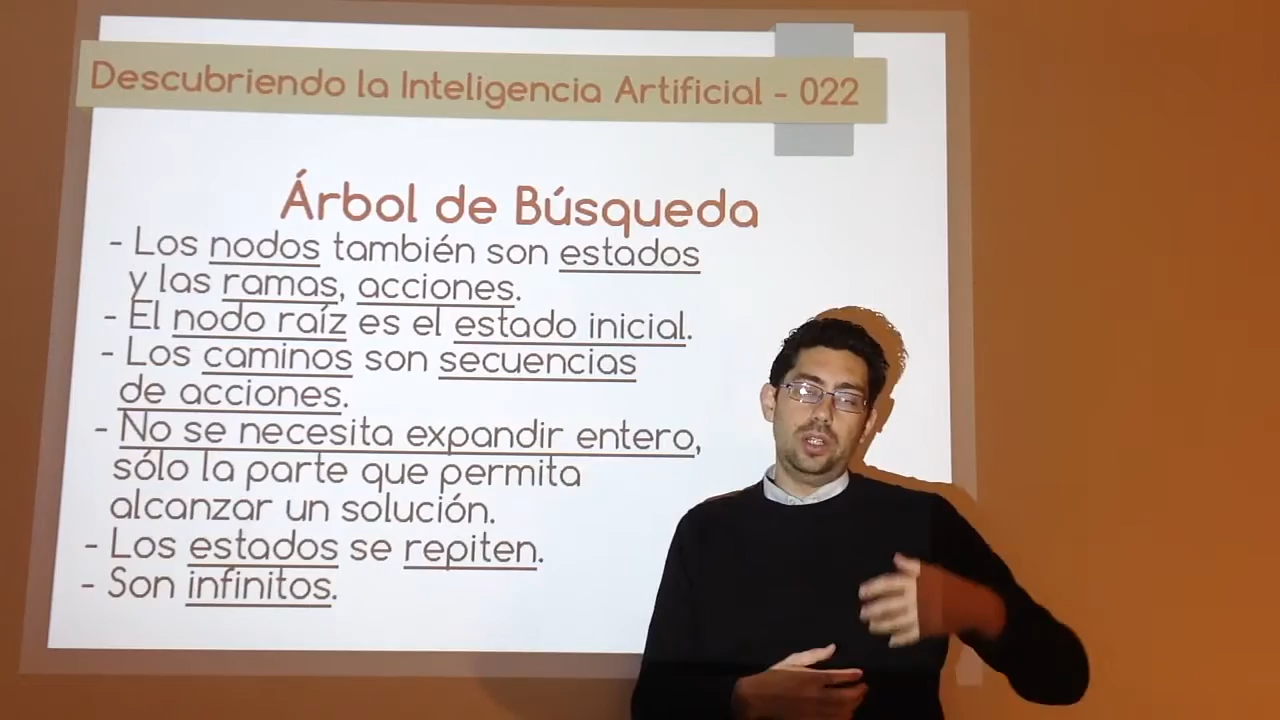 Descubriendo la Inteligencia Artificial - 022
Árbol de Búsqueda
- Los nodos también son estados
y las ramas, acciones.
- El nodo raíz es el estado inicial.
- Los caminos son secuencias
de acciones.
- No se necesita expandir entero,
sólo la parte que permita
alcanzar un solución.
- Los estados se repiten.
- Son infinitos.